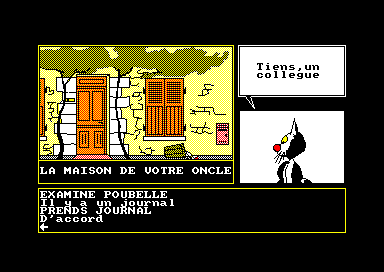 Tiens,un
collegue
LA MAISON DE VOTRE ONCLE
EXAMINE POUBELLE
Il y a un journal
PRENDS JOURNAL
D'accord
←